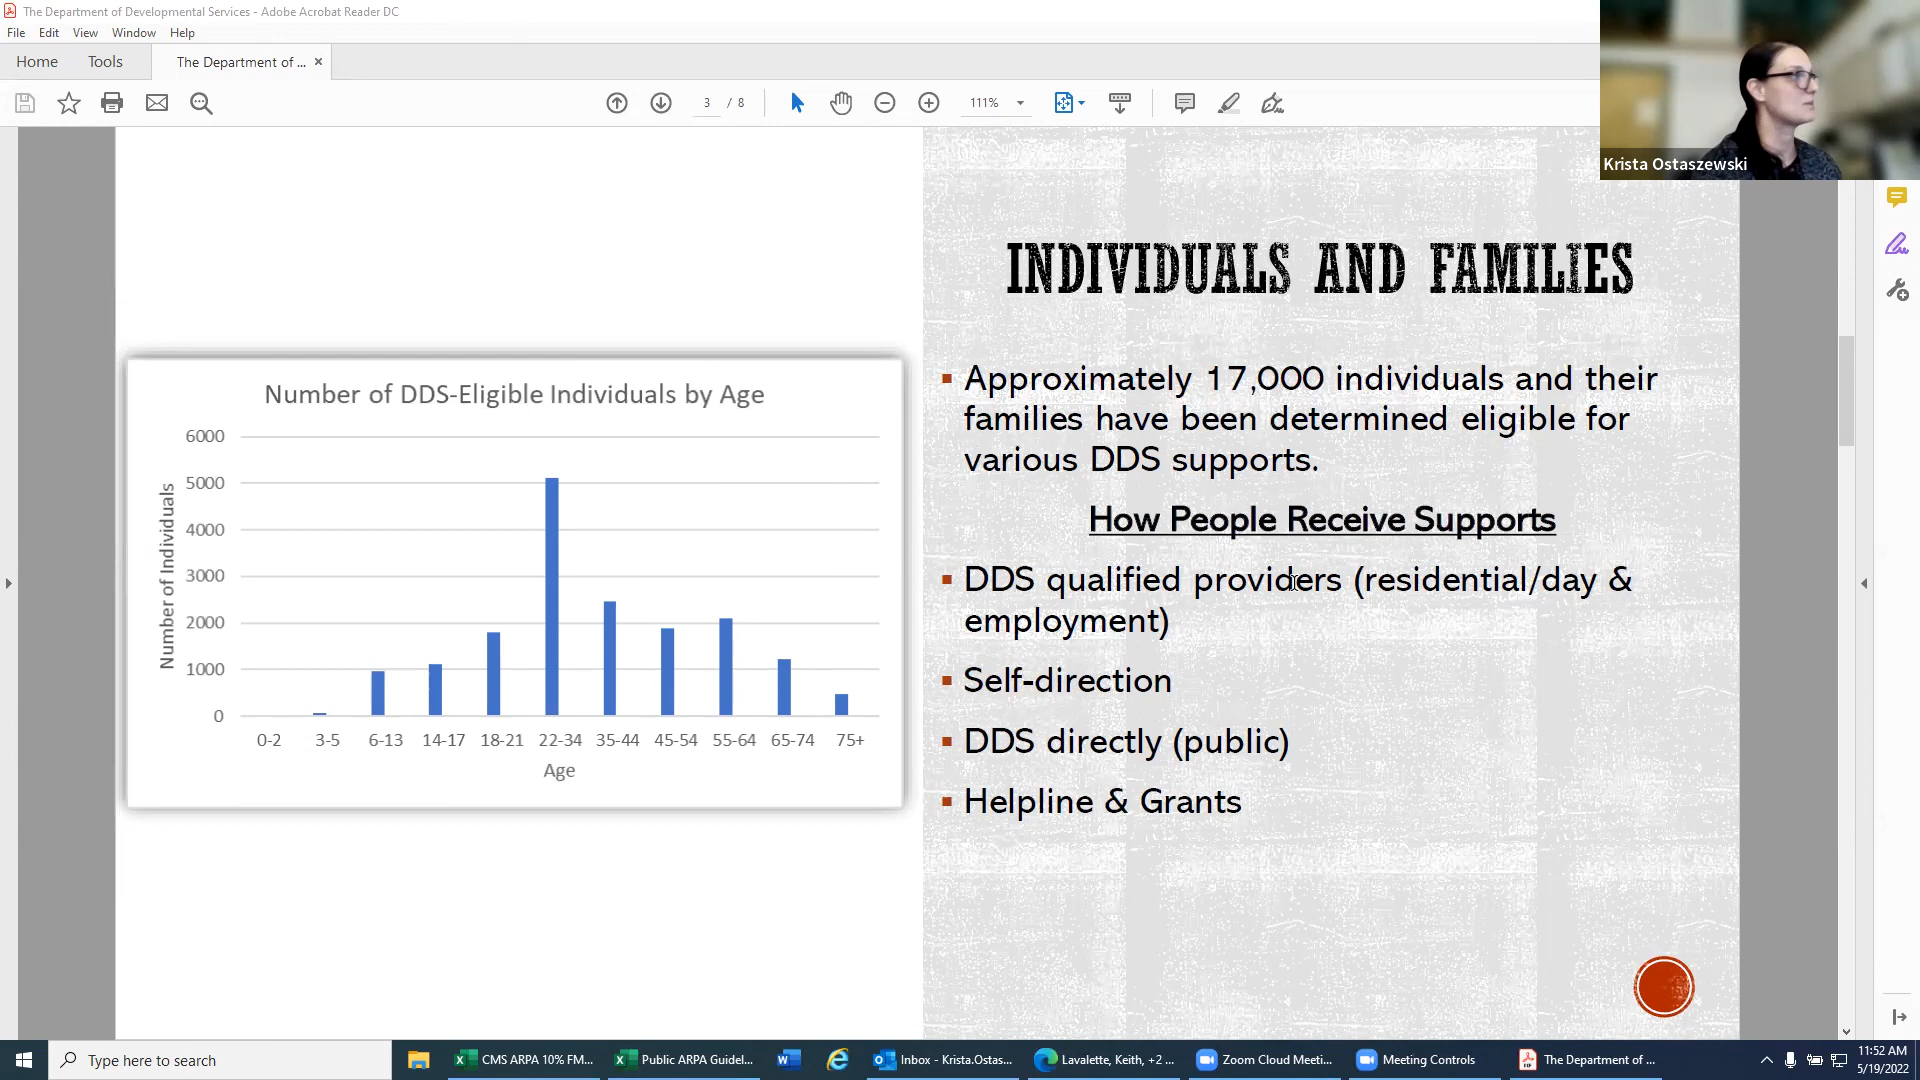 The Department of Developmental Services - Adobe Acrobat Reader DC
File Edit View Window Help
Home Tools The Department of ... ×
3 / 8 111%
Krista Ostaszewski
INDIVIDUALS AND FAMILIES
Approximately 17,000 individuals and their
families have been determined eligible for
various DDS supports.
How People Receive Supports
DDS qualified providers (residential/day &
employment)
Self-direction
DDS directly (public)
Helpline & Grants
Number of DDS-Eligible Individuals by Age
Number of Individuals
6000
5000
4000
3000
2000
1000
0
0-2 3-5 6-13 14-17 18-21 22-34 35-44 45-54 55-64 65-74 75+
Age
Type here to search
CMS ARPA 10% FM...
Public ARPA Guidel...
Inbox - Krista.Ostas...
Lavalette, Keith, +2 ...
Zoom Cloud Meeti...
Meeting Controls
The Department of ...
11:52 AM
5/19/2022